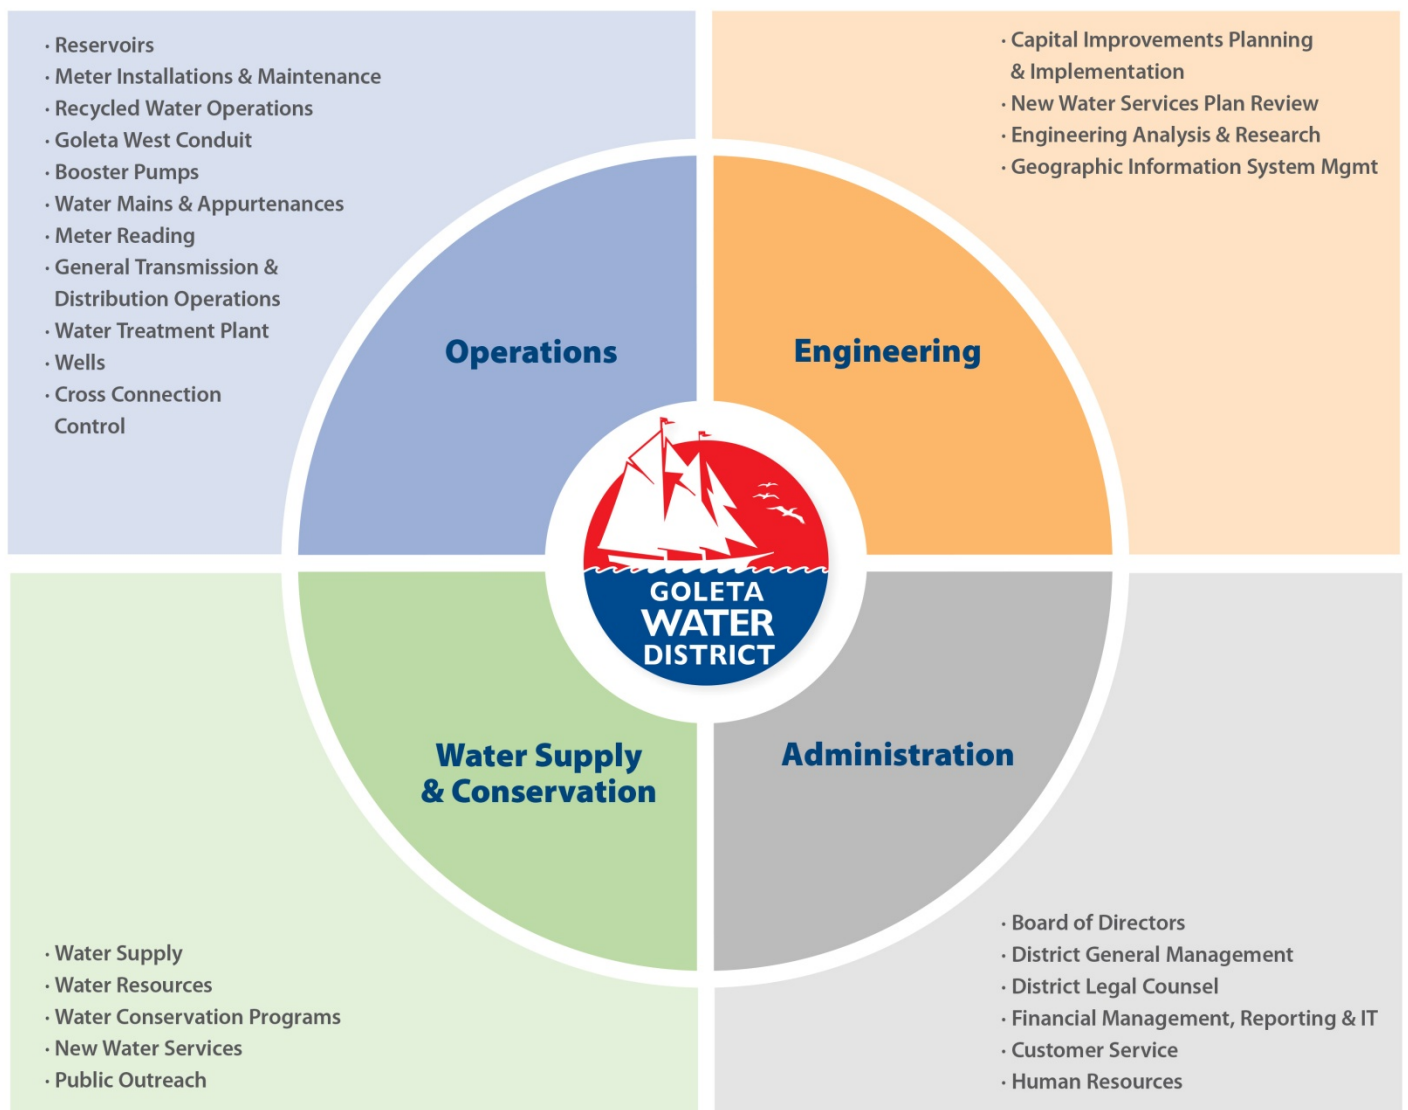 · Reservoirs
· Meter Installations & Maintenance
· Recycled Water Operations
· Goleta West Conduit
· Booster Pumps
· Water Mains & Appurtenances
· Meter Reading
· General Transmission &
Distribution Operations
· Water Treatment Plant
· Wells
· Cross Connection
Control
Operations
· Capital Improvements Planning
& Implementation
· New Water Services Plan Review
· Engineering Analysis & Research
· Geographic Information System Mgmt
Engineering
GOLETA
WATER
DISTRICT
Water Supply
& Conservation
· Water Supply
· Water Resources
· Water Conservation Programs
· New Water Services
· Public Outreach
Administration
· Board of Directors
· District General Management
· District Legal Counsel
· Financial Management, Reporting & IT
· Customer Service
· Human Resources